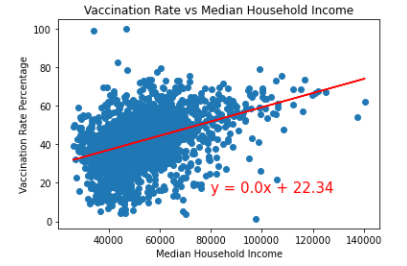 Vaccination Rate vs Median Household Income
100
80
60
40
20
0
Vaccination Rate Percentage
y = 0.0x + 22.34
40000 60000 80000 100000 120000 140000
Median Household Income